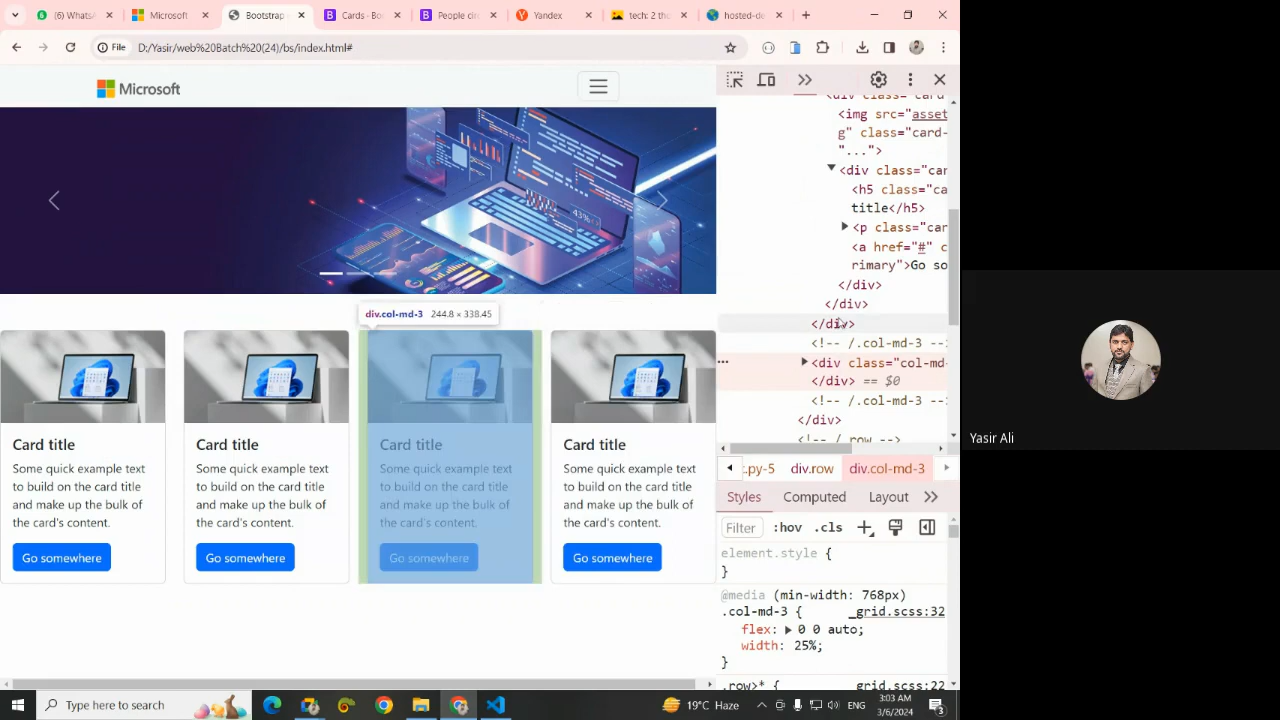 (6) Whats
Microsoft
Bootstrap
Cards - Bo
People cir
Yandex
tech: 2 tho
hosted-de
File
D:/Yasir/web%20Batch%20(24)/bs/index.html#
Microsoft
43%
div.col-md-3 244.8 × 338.45
Card title
Some quick example text
to build on the card title
and make up the bulk of
the card's content.
Go somewhere
Card title
Some quick example text
to build on the card title
and make up the bulk of
the card's content.
Go somewhere
Card title
Some quick example text
to build on the card title
and make up the bulk of
the card's content.
Go somewhere
Card title
Some quick example text
to build on the card title
and make up the bulk of
the card's content.
Go somewhere
<div class="card
<img src="asset
g" class="card-
"...">
<div class="car
<h5 class="ca
title</h5>
<p class="car
<a href="#" c
rimary">Go so
</div>
</div>
</div>
<!-- /.col-md-3 --
<div class="col-md-
</div> == $0
<!-- /.col-md-3 --
</div>
<!-- / row -->
.py-5 div.row div.col-md-3
Styles Computed Layout
Filter :hov .cls
element.style {
}
@media (min-width: 768px)
.col-md-3 { _grid.scss:32
flex: 0 0 auto;
width: 25%;
}
.row>* { _grid.scss:22
Yasir Ali
Type here to search
19°C Haze
ENG
3:03 AM
3/6/2024
3